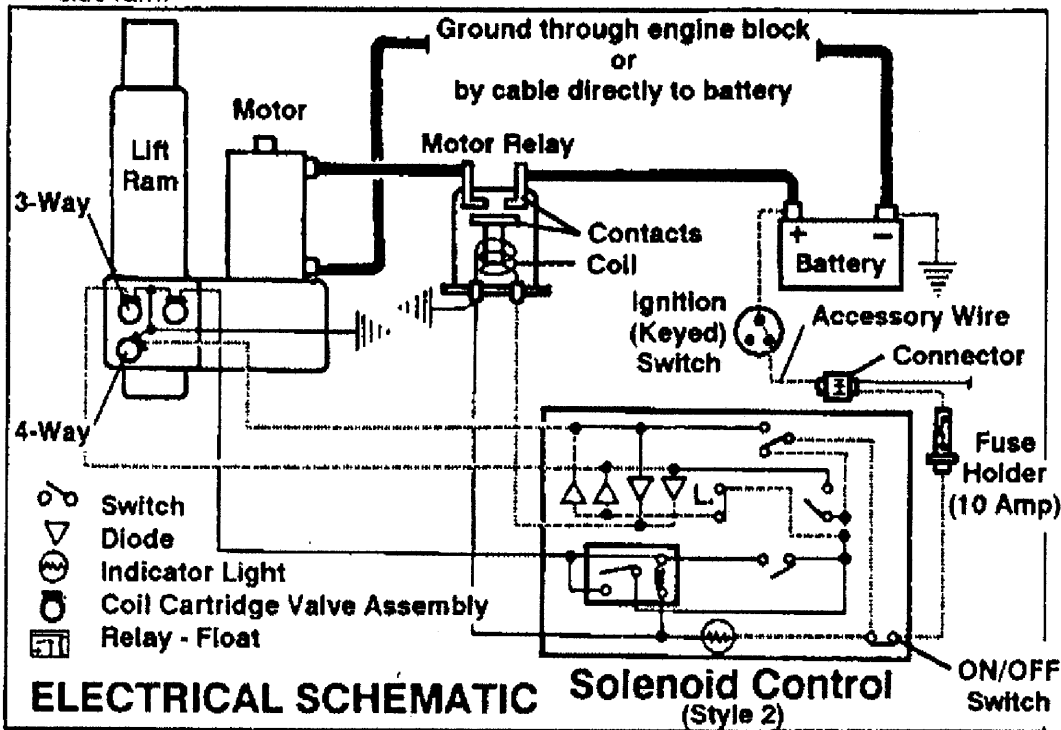 Ground through engine block
or
by cable directly to battery
Motor
Motor Relay
Lift
Ram
3-Way
Contacts
Coil
+ −
Battery
Ignition
(Keyed)
Switch
Accessory Wire
Connector
4-Way
Fuse
Holder
(10 Amp)
L.
Switch
Diode
Indicator Light
Coil Cartridge Valve Assembly
Relay - Float
ON/OFF
Switch
ELECTRICAL SCHEMATIC
Solenoid Control
(Style 2)